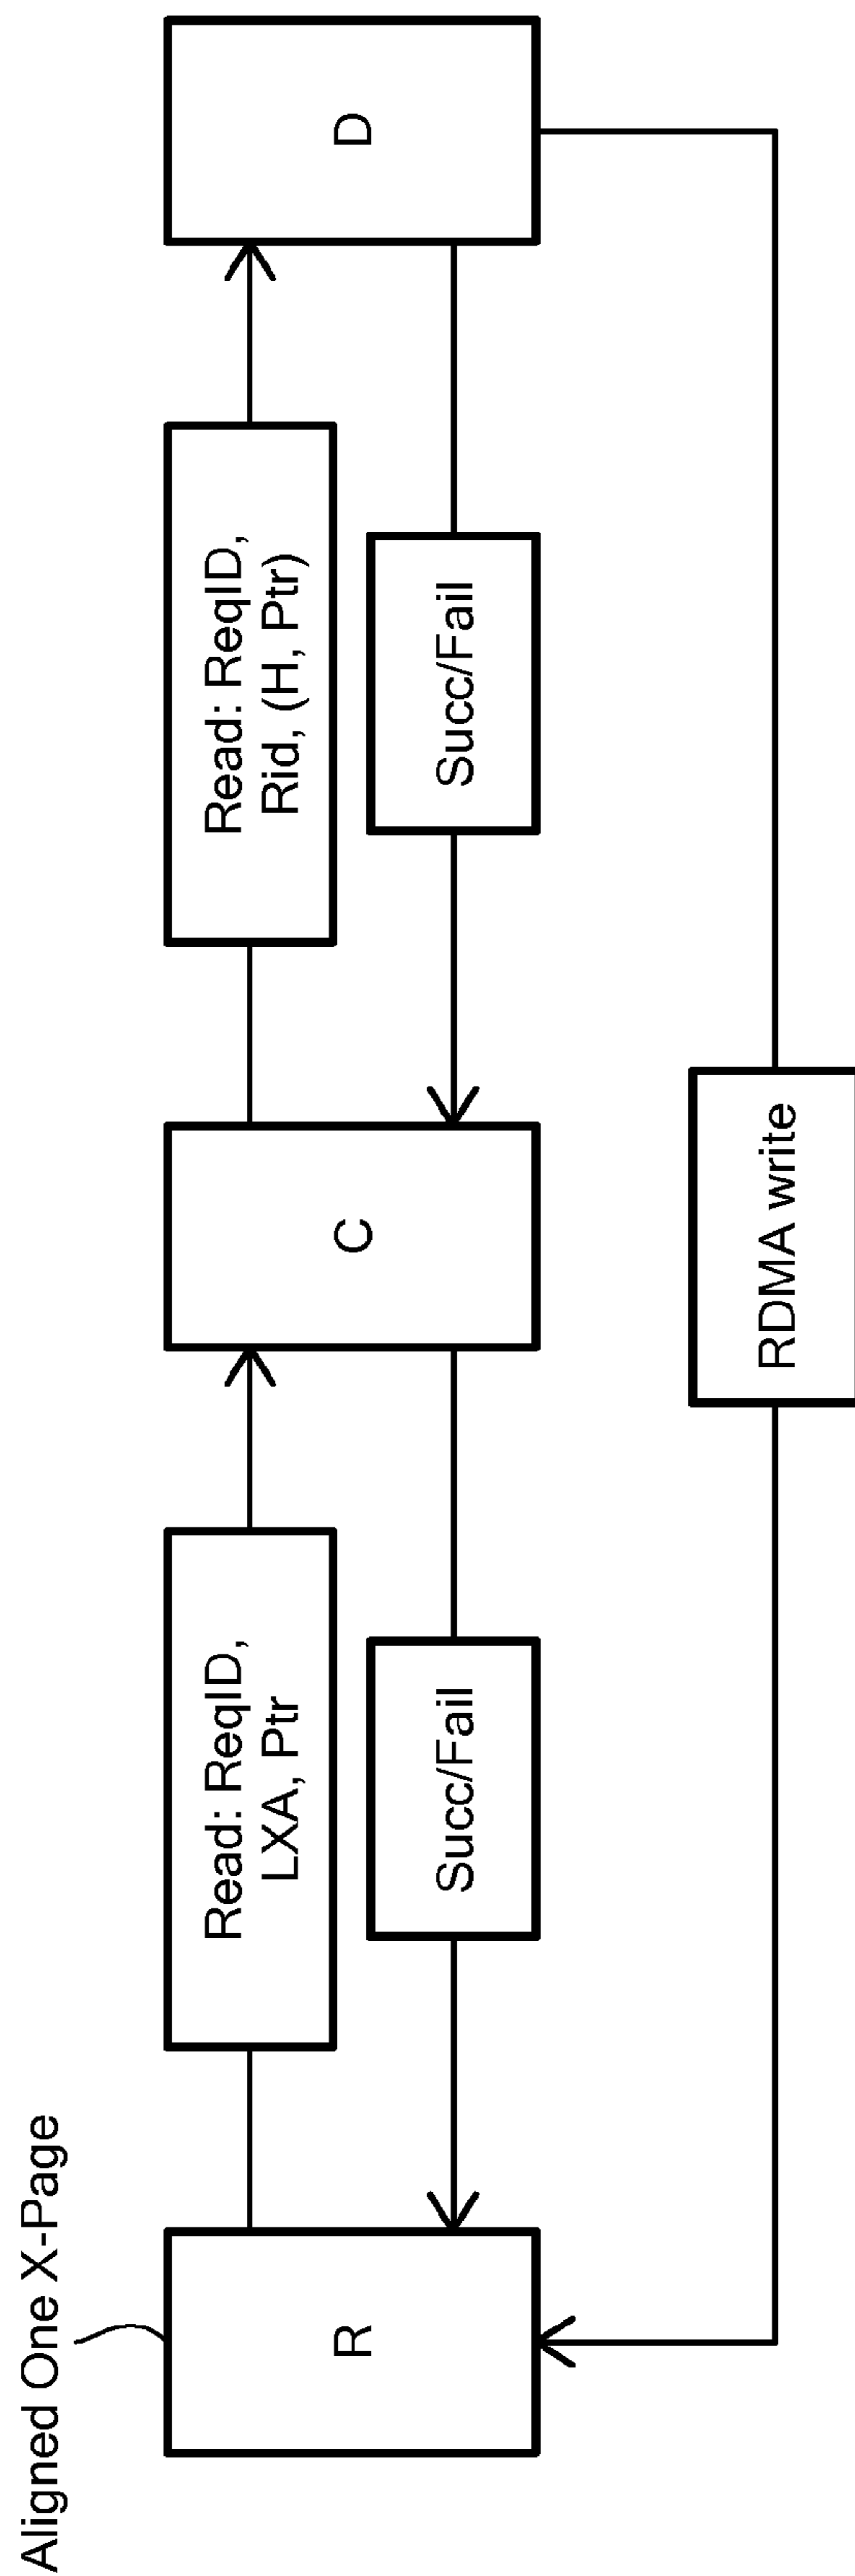 Aligned One X-Page
R
Read: ReqID,
LXA, Ptr
Succ/Fail
C
Read: ReqID,
Rid, (H, Ptr)
Succ/Fail
D
RDMA write